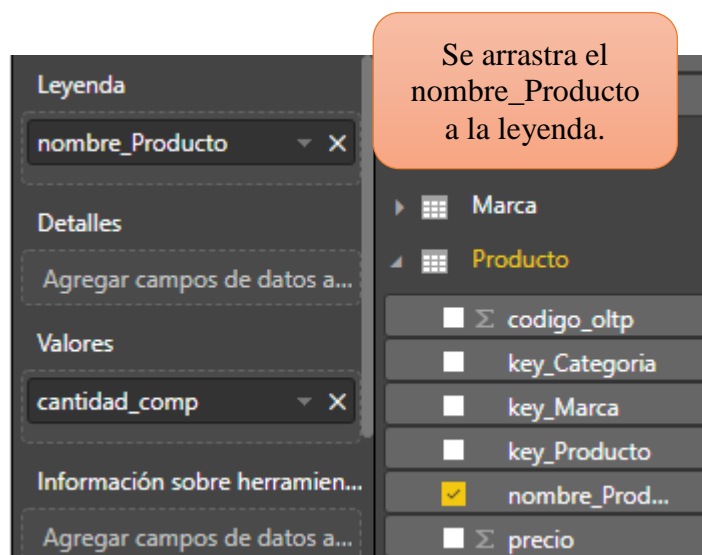 Se arrastra el
nombre_Producto
a la leyenda.
Leyenda
nombre_Producto
Detalles
Agregar campos de datos a...
Valores
cantidad_comp
Información sobre herramien...
Agregar campos de datos a...
Marca
Producto
Σ codigo_oltp
key_Categoria
key_Marca
key_Producto
nombre_Prod...
Σ precio